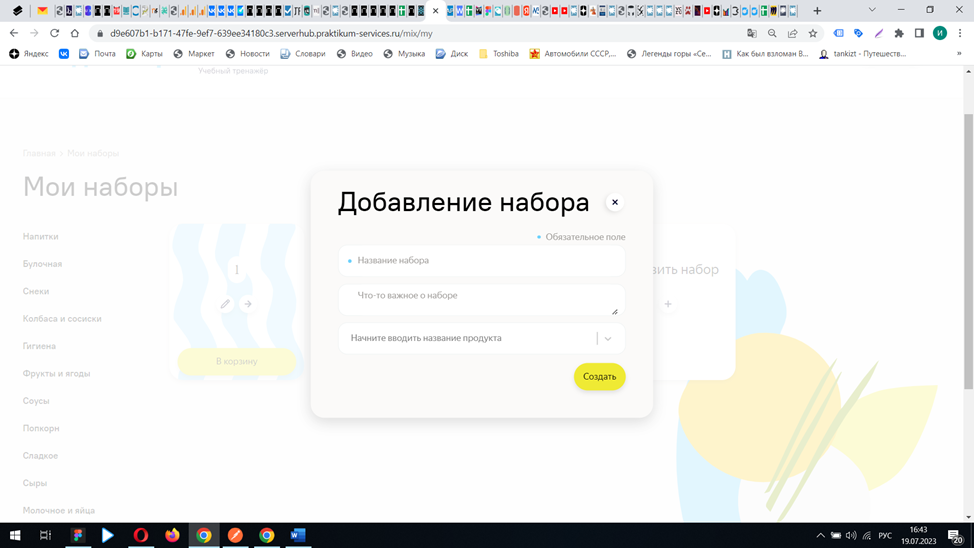 d9e607b1-b171-47fe-9ef7-639ee34180c3.serverhub.praktikum-services.ru/mix/my
Яндекс Почта Карты Маркет Новости Словари Видео Музыка Диск Toshiba Автомобили СССР,... Легенды горы «Се... Как был взломан 8... tankizt - Путешеств...
Учебный тренажёр
Главная › Мои наборы
Мои наборы
Напитки
Булочная
Снеки
Колбаса и сосиски
Гигиена
Фрукты и ягоды
Соусы
Попкорн
Сладкое
Сыры
Молочное и яйца
В корзину
Добавление набора
Обязательное поле
Название набора
Что-то важное о наборе
Начните вводить название продукта
Создать
вить набор
РУС
16:43
19.07.2023
20